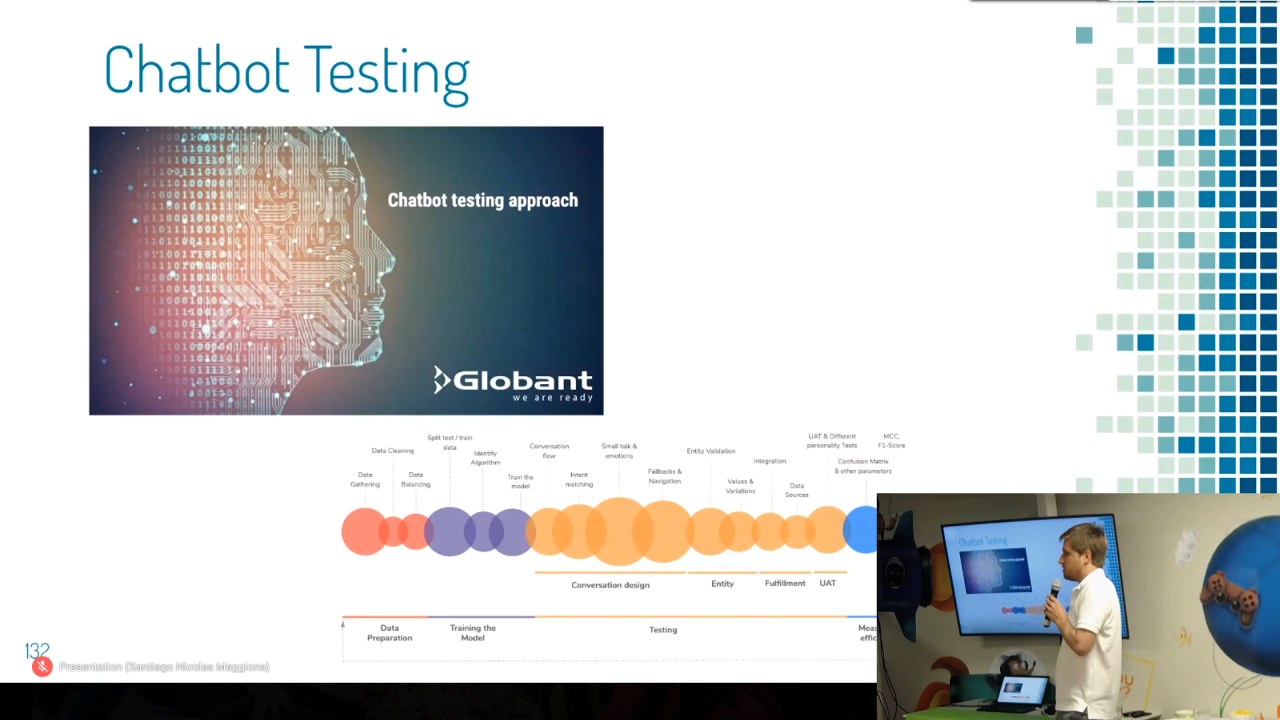 Chatbot Testing
Chatbot testing approach
Globant
we are ready
Data
Gathering
Data Cleaning
Data
Balancing
Split test / train
data
Identify
Algorithm
Train the
model
Conversation
flow
Intent
matching
Small talk &
emotions
Fallbacks &
Navigation
Entity Validation
Values &
Variations
Integration
Data
Sources
UAT & Different
personality Tests
Confusion Matrix
& other parameters
MCC,
F1-Score
Conversation design
Entity
Fulfillment
UAT
Data
Preparation
Training the
Model
Testing
132
Presentation (Santiago Nicolas Maggione)
Chatbot Testing